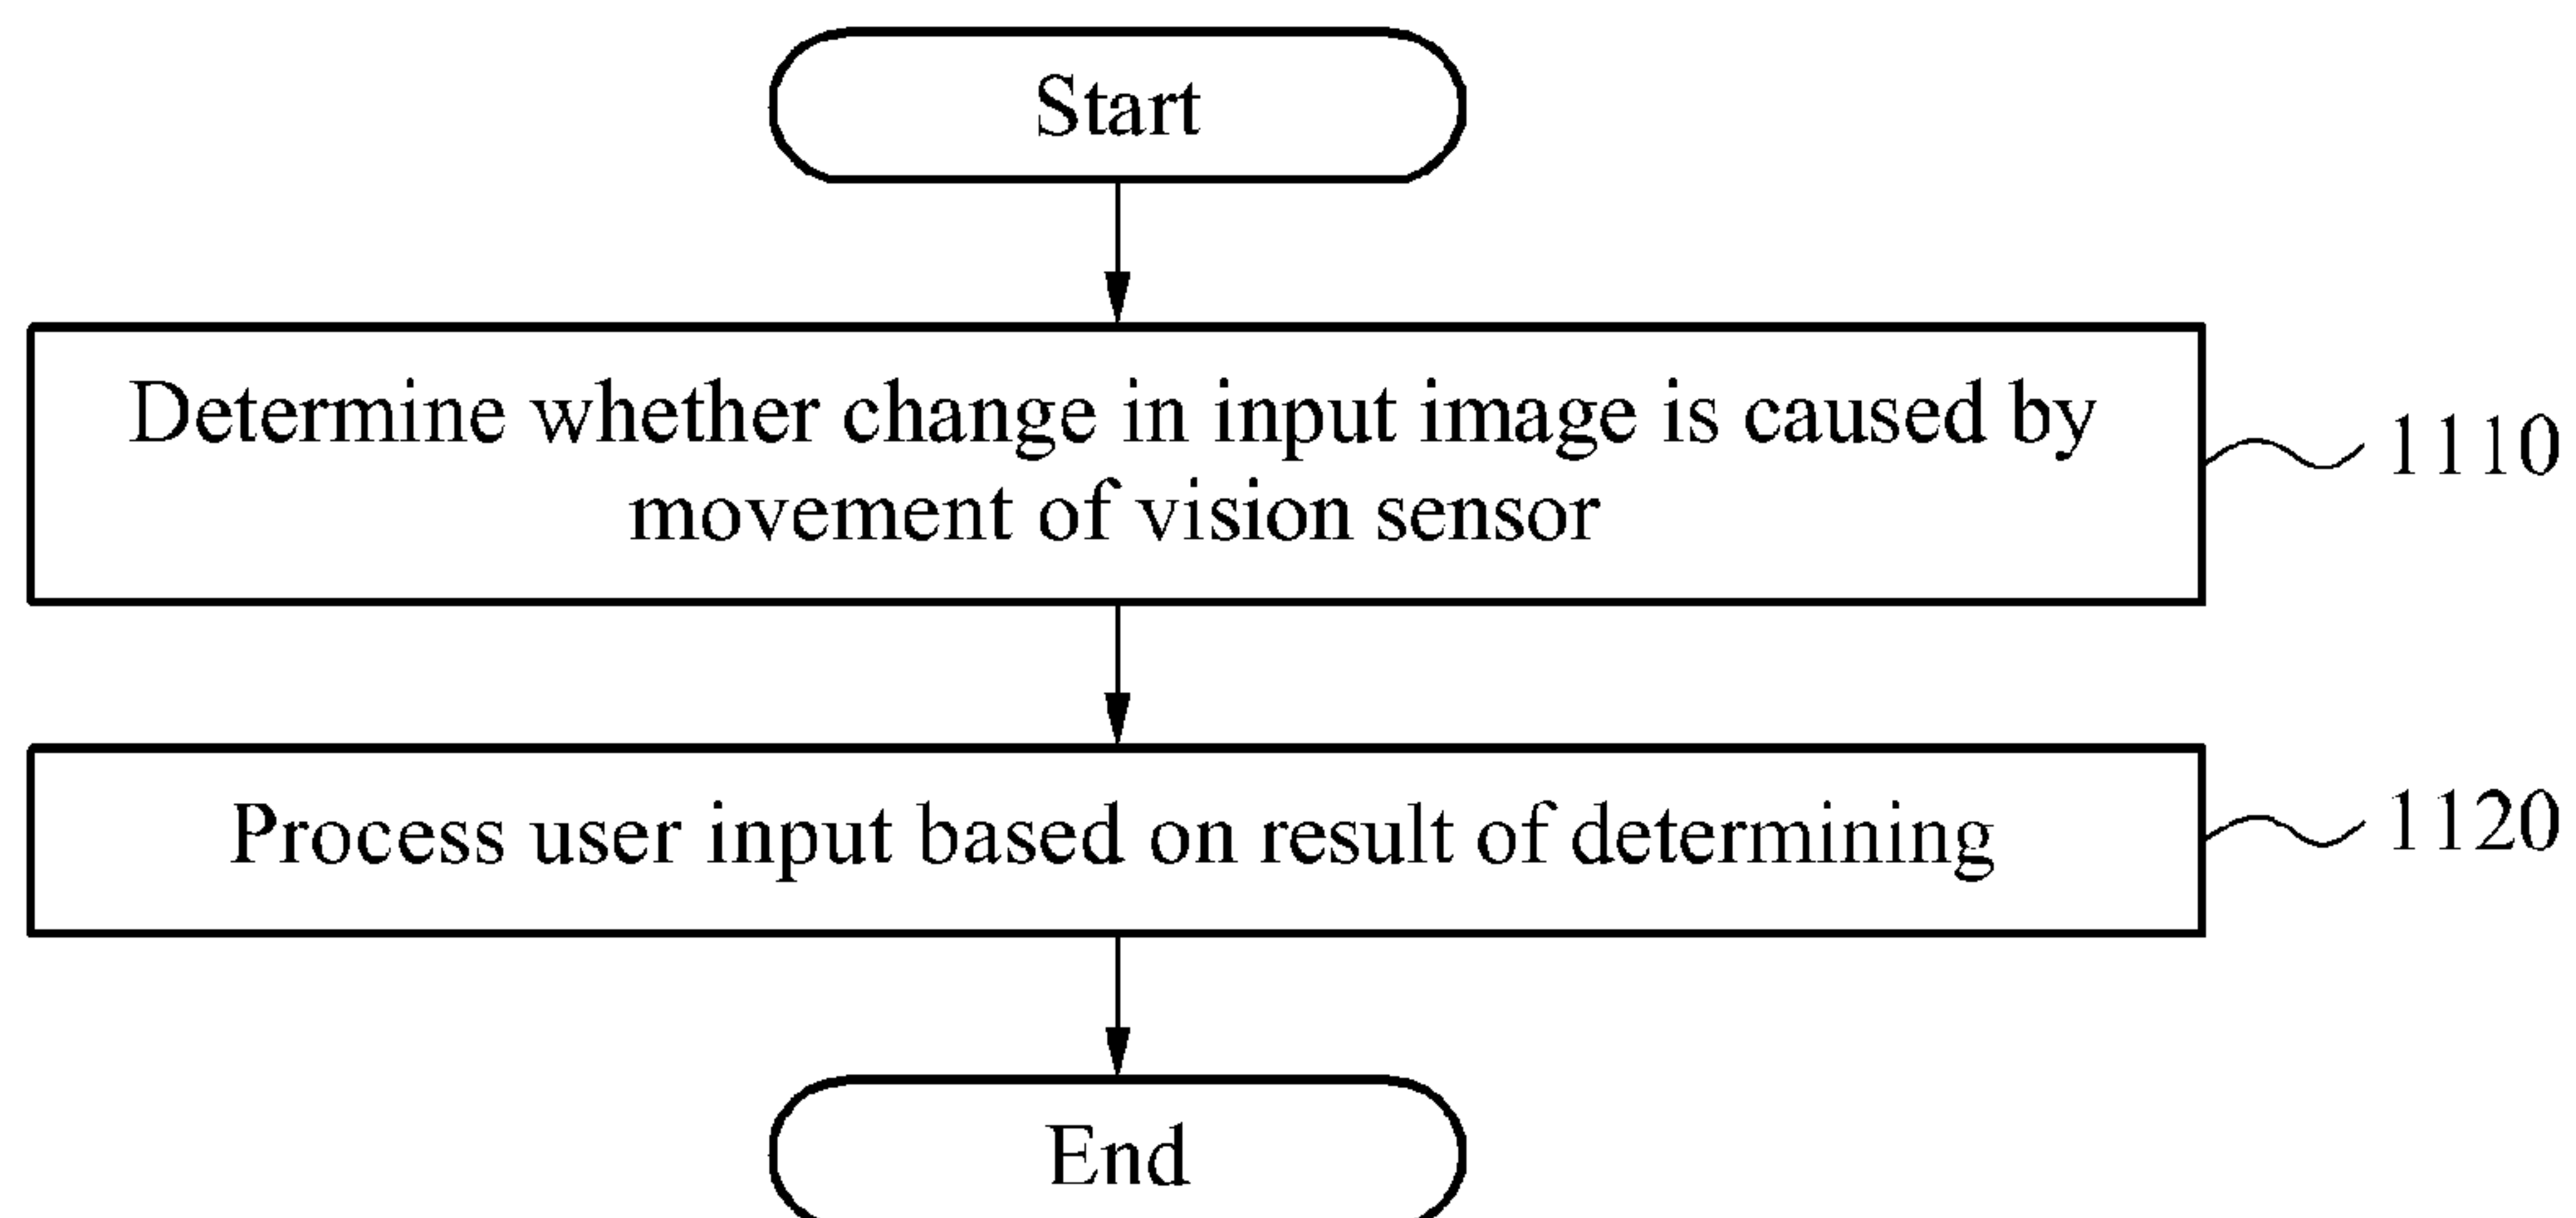 Start
Determine whether change in input image is caused by
movement of vision sensor
1110
Process user input based on result of determining
1120
End